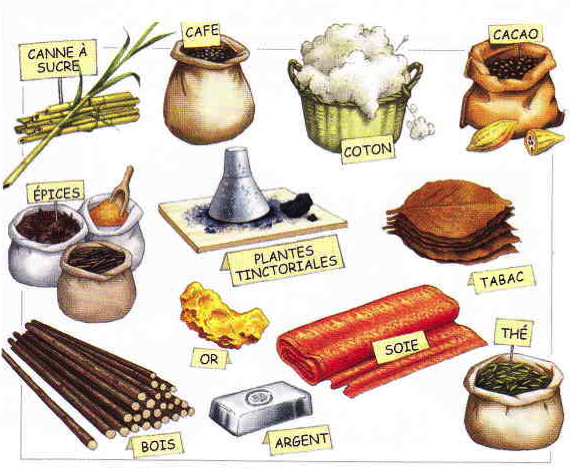 CANNE À
SUCRE
CAFE
COTON
CACAO
ÉPICES
PLANTES
TINCTORIALES
TABAC
OR
SOIE
THÉ
BOIS
ARGENT